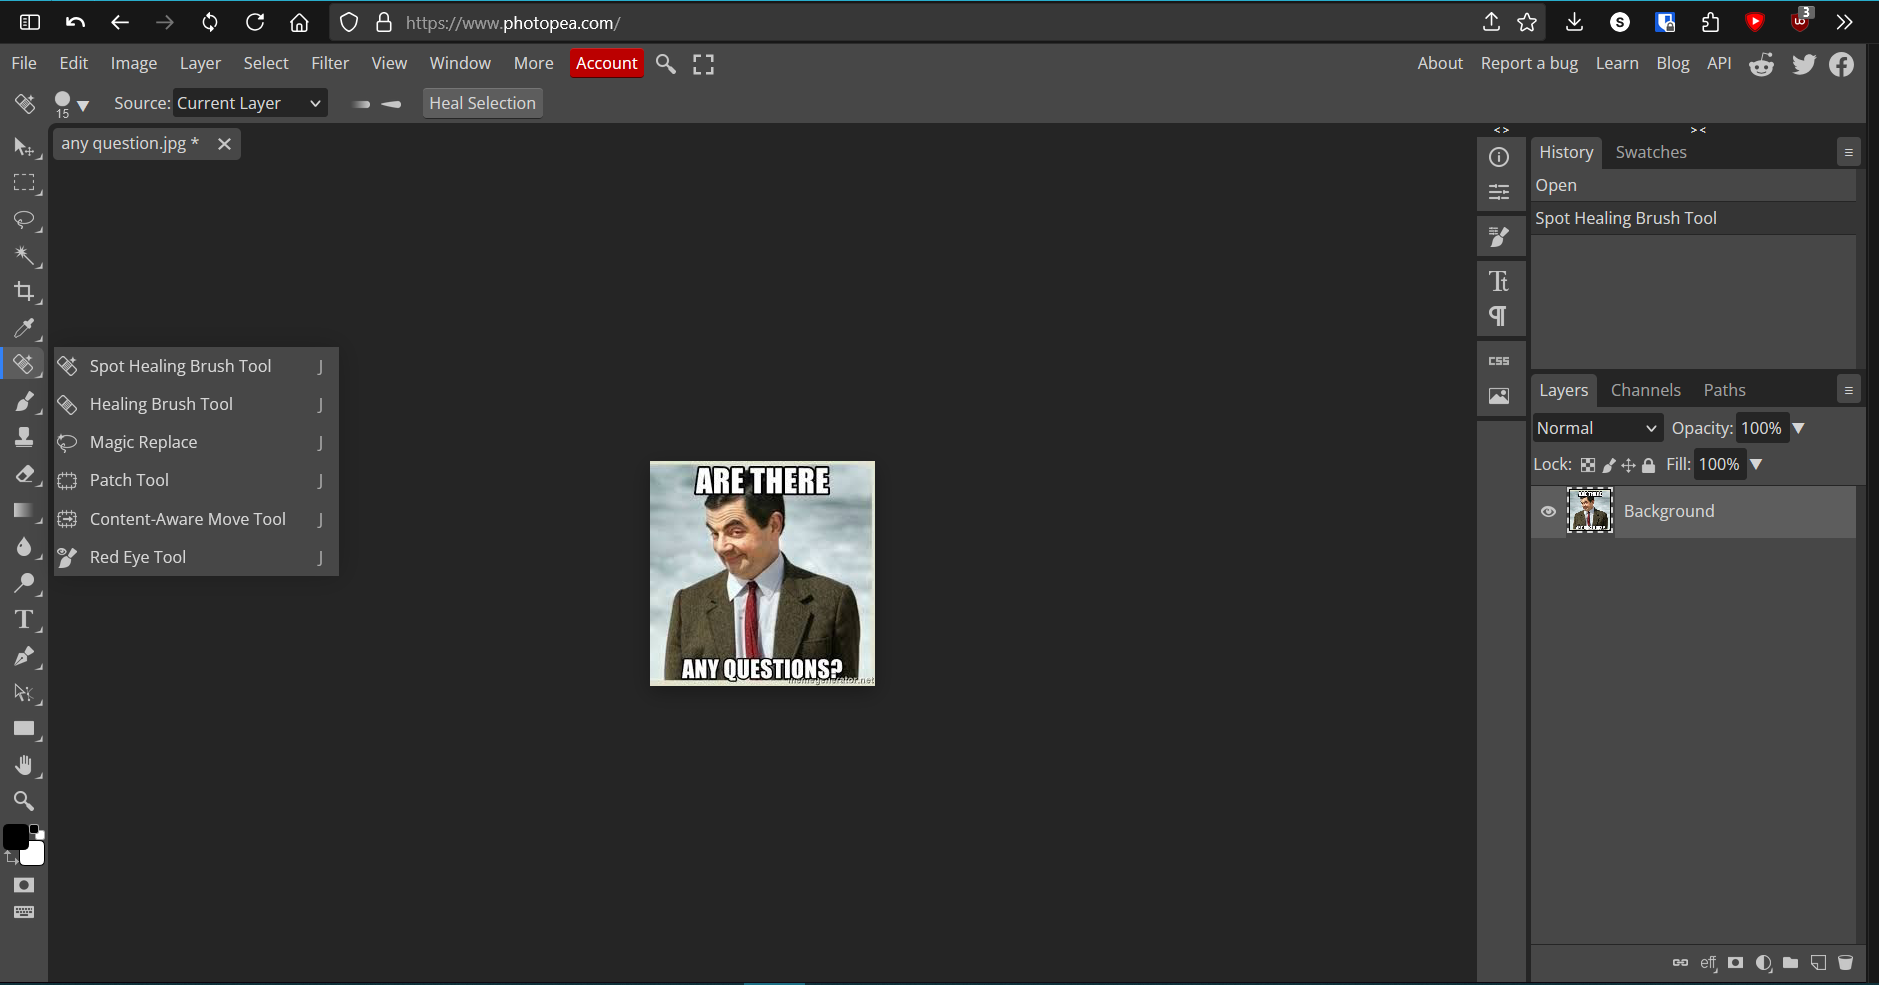 https://www.photopea.com/
3
File Edit Image Layer Select Filter View Window More Account
About Report a bug Learn Blog API
15
Source: Current Layer
Heal Selection
any question.jpg *
< >
> <
History Swatches
Open
Spot Healing Brush Tool
Spot Healing Brush Tool J
Healing Brush Tool J
Magic Replace J
Patch Tool J
Content-Aware Move Tool J
Red Eye Tool J
CSS
Layers Channels Paths
Normal
Opacity: 100%
Lock:
Fill: 100%
Background
ARE THERE
ANY QUESTIONS?
memegenerator.net
eff